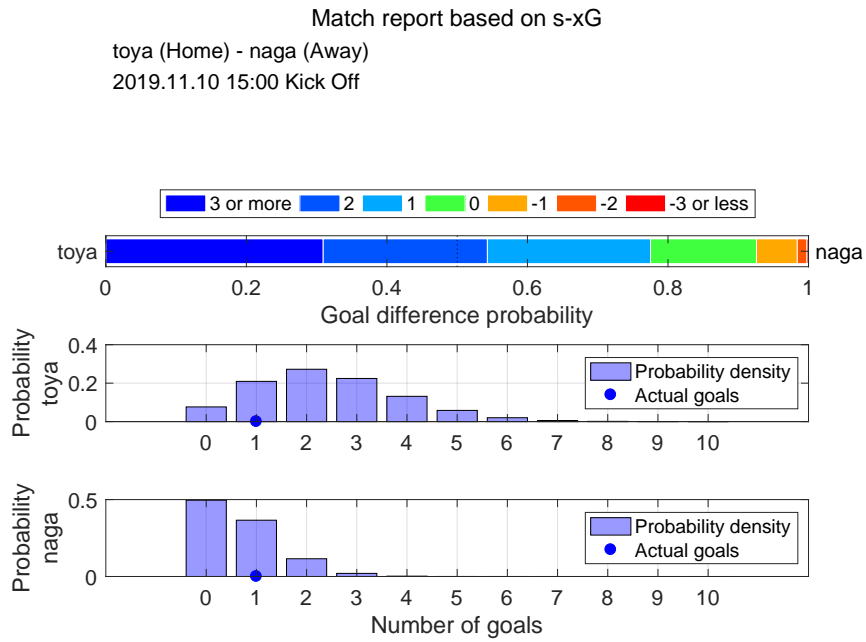 Match report based on s-xG
toya (Home) - naga (Away)
2019.11.10 15:00 Kick Off
3 or more 2 1 0 -1 -2 -3 or less
toya naga
0 0.2 0.4 0.6 0.8 1
Goal difference probability
Probability
toya
0.4
0.2
0
Probability density
Actual goals
0 1 2 3 4 5 6 7 8 9 10
Probability
naga
0.5
0
Probability density
Actual goals
0 1 2 3 4 5 6 7 8 9 10
Number of goals